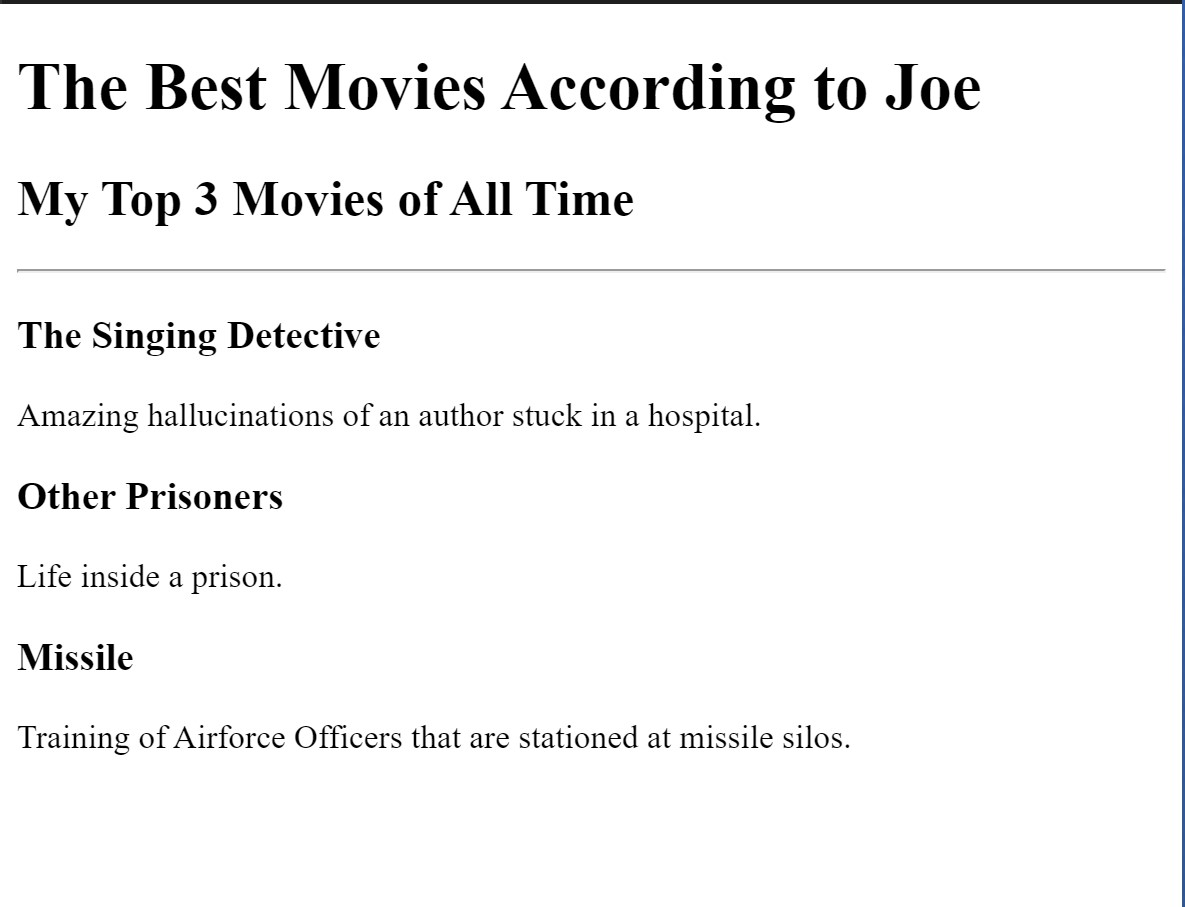 The Best Movies According to Joe
My Top 3 Movies of All Time
The Singing Detective
Amazing hallucinations of an author stuck in a hospital.
Other Prisoners
Life inside a prison.
Missile
Training of Airforce Officers that are stationed at missile silos.